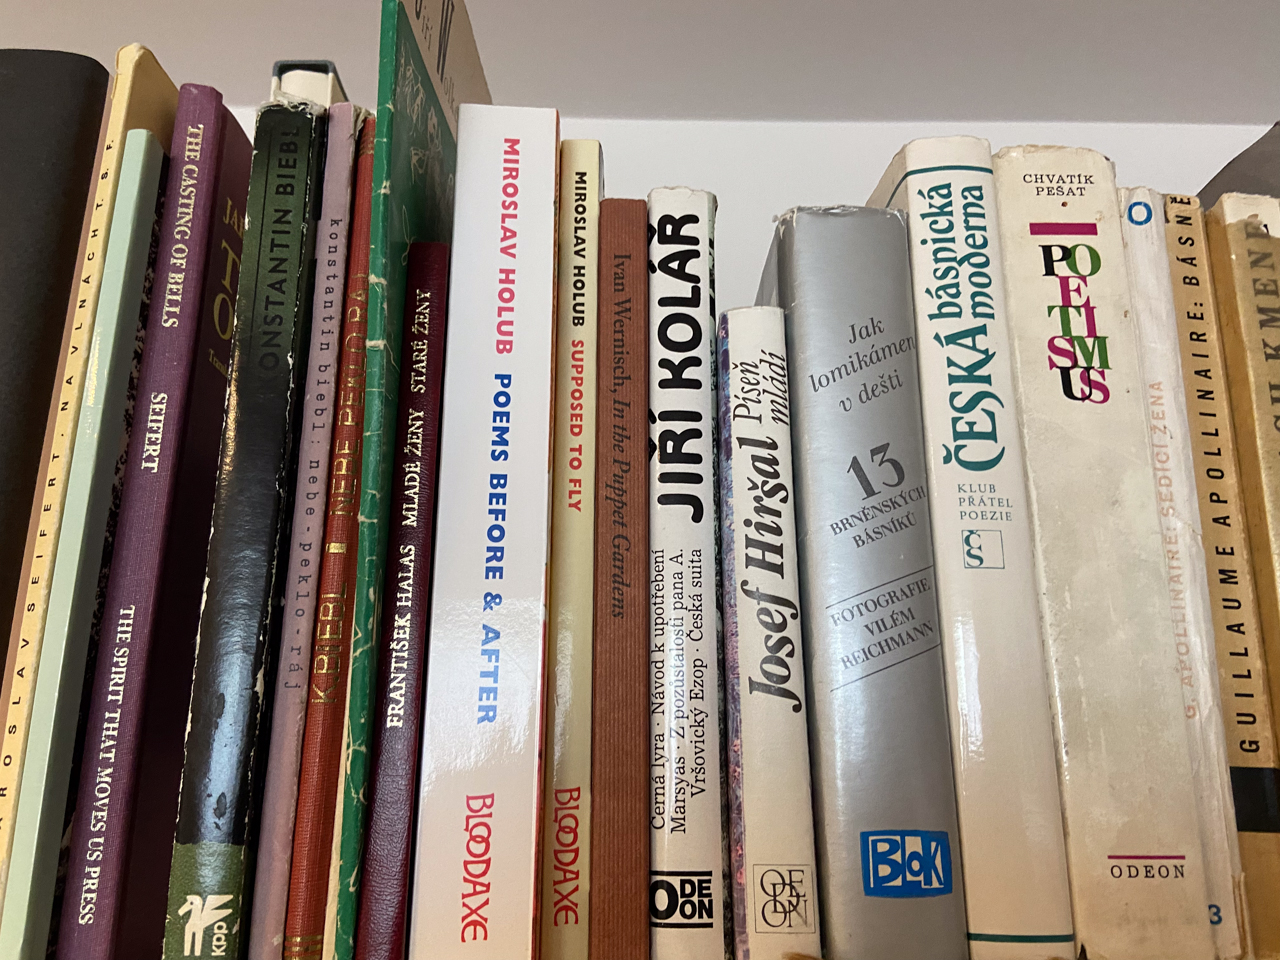 JAROSLAV SEIFERT · NA VLNÁCH T. S. F.
THE CASTING OF BELLS
SEIFERT
THE SPIRIT THAT MOVES US PRESS
KONSTANTIN BIEBL
KPP
konstantin biebl: nebe-peklo-ráj
K BIEBL
FRANTIŠEK HALAS MLADÉ ŽENY STARÉ ŽENY
MIROSLAV HOLUB POEMS BEFORE & AFTER
BLOODAXE
MIROSLAV HOLUB SUPPOSED TO FLY
BLOODAXE
Ivan Wernisch, In the Puppet Gardens
JIŘÍ KOLÁŘ
Černá lyra · Návod k upotřebení
Marsyas · Z pozůstalosti pana A.
Vršovický Ezop · Česká suita
ODEON
Josef Hiršal Píseň
mládí
ODEON
Jak
lomikámen
v dešti
13
BRNĚNSKÝCH
BÁSNÍKŮ
FOTOGRAFIE
VILÉM
REICHMANN
BLOK
ČESKÁ básnická
moderna
KLUB
PŘÁTEL
POEZIE
CHVATÍK
PEŠAT
POETISMUS
ODEON
G. APOLLINAIRE: SEDÍCÍ ŽENA
3
GUILLAUME APOLLINAIRE: BÁSNĚ